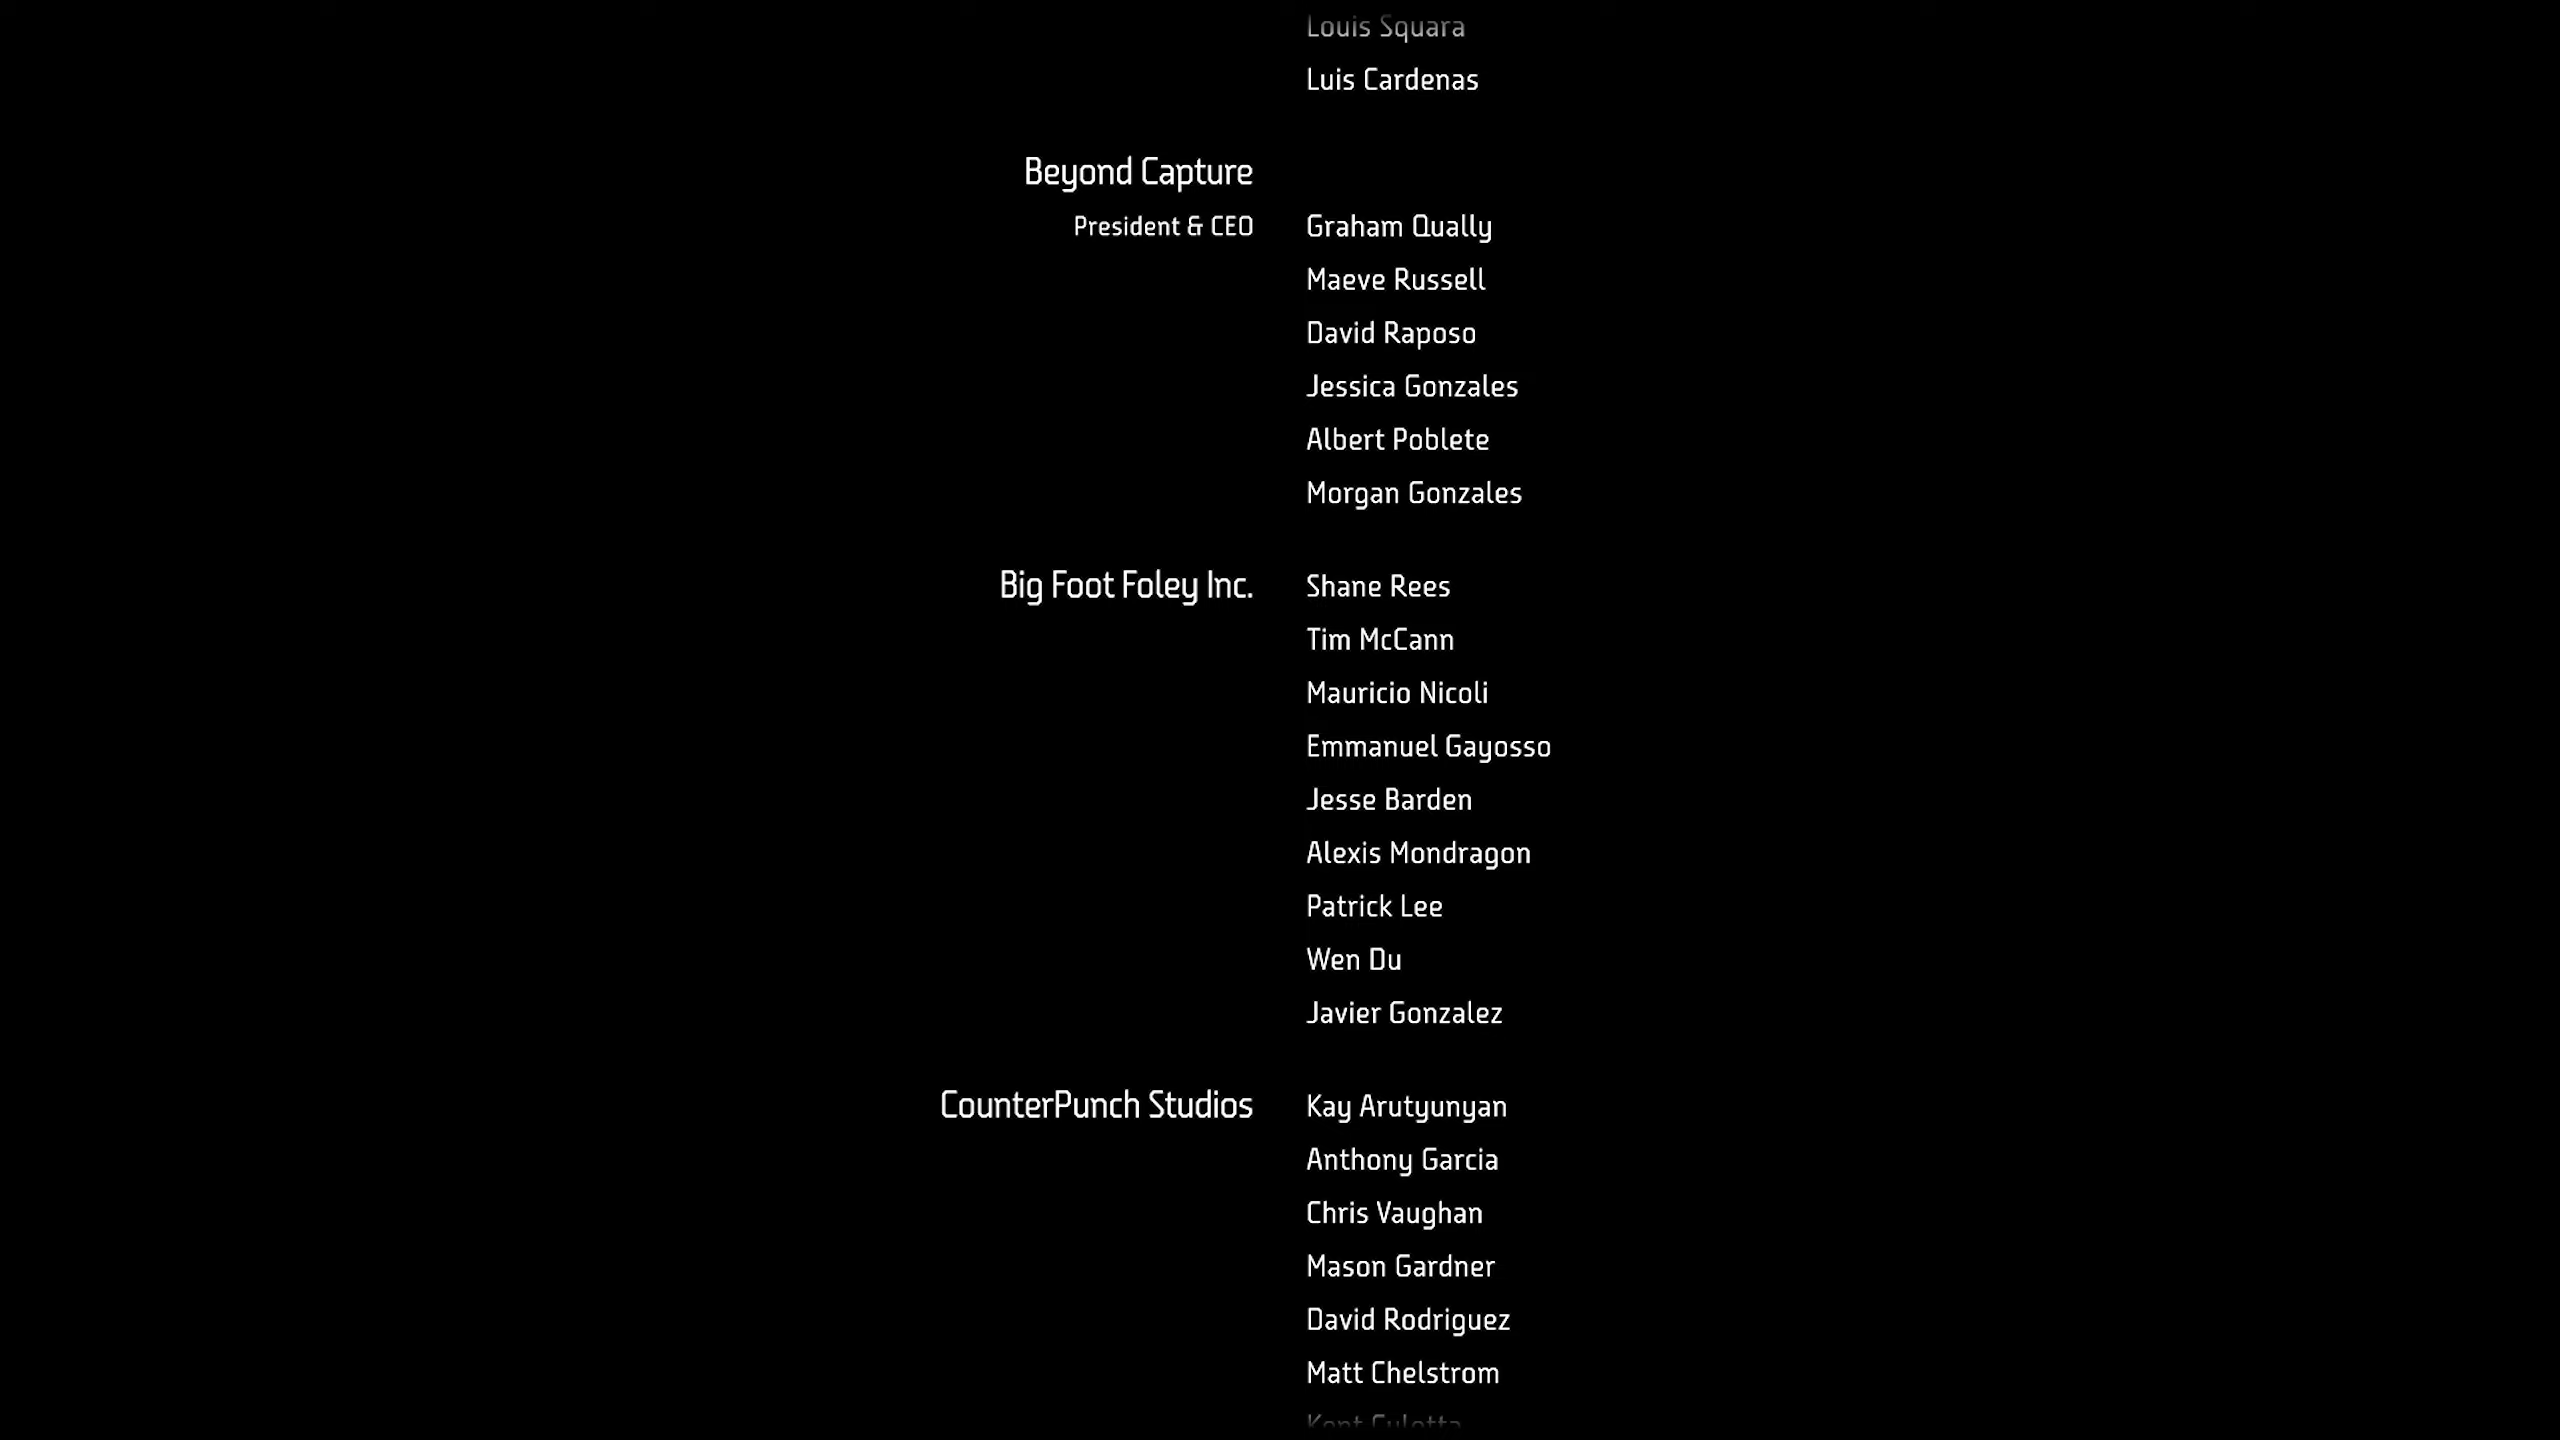 Louis Squara
Luis Cardenas
Beyond Capture
President & CEO Graham Qually
Maeve Russell
David Raposo
Jessica Gonzales
Albert Poblete
Morgan Gonzales
Big Foot Foley Inc. Shane Rees
Tim McCann
Mauricio Nicoli
Emmanuel Gayosso
Jesse Barden
Alexis Mondragon
Patrick Lee
Wen Du
Javier Gonzalez
CounterPunch Studios Kay Arutyunyan
Anthony Garcia
Chris Vaughan
Mason Gardner
David Rodriguez
Matt Chelstrom